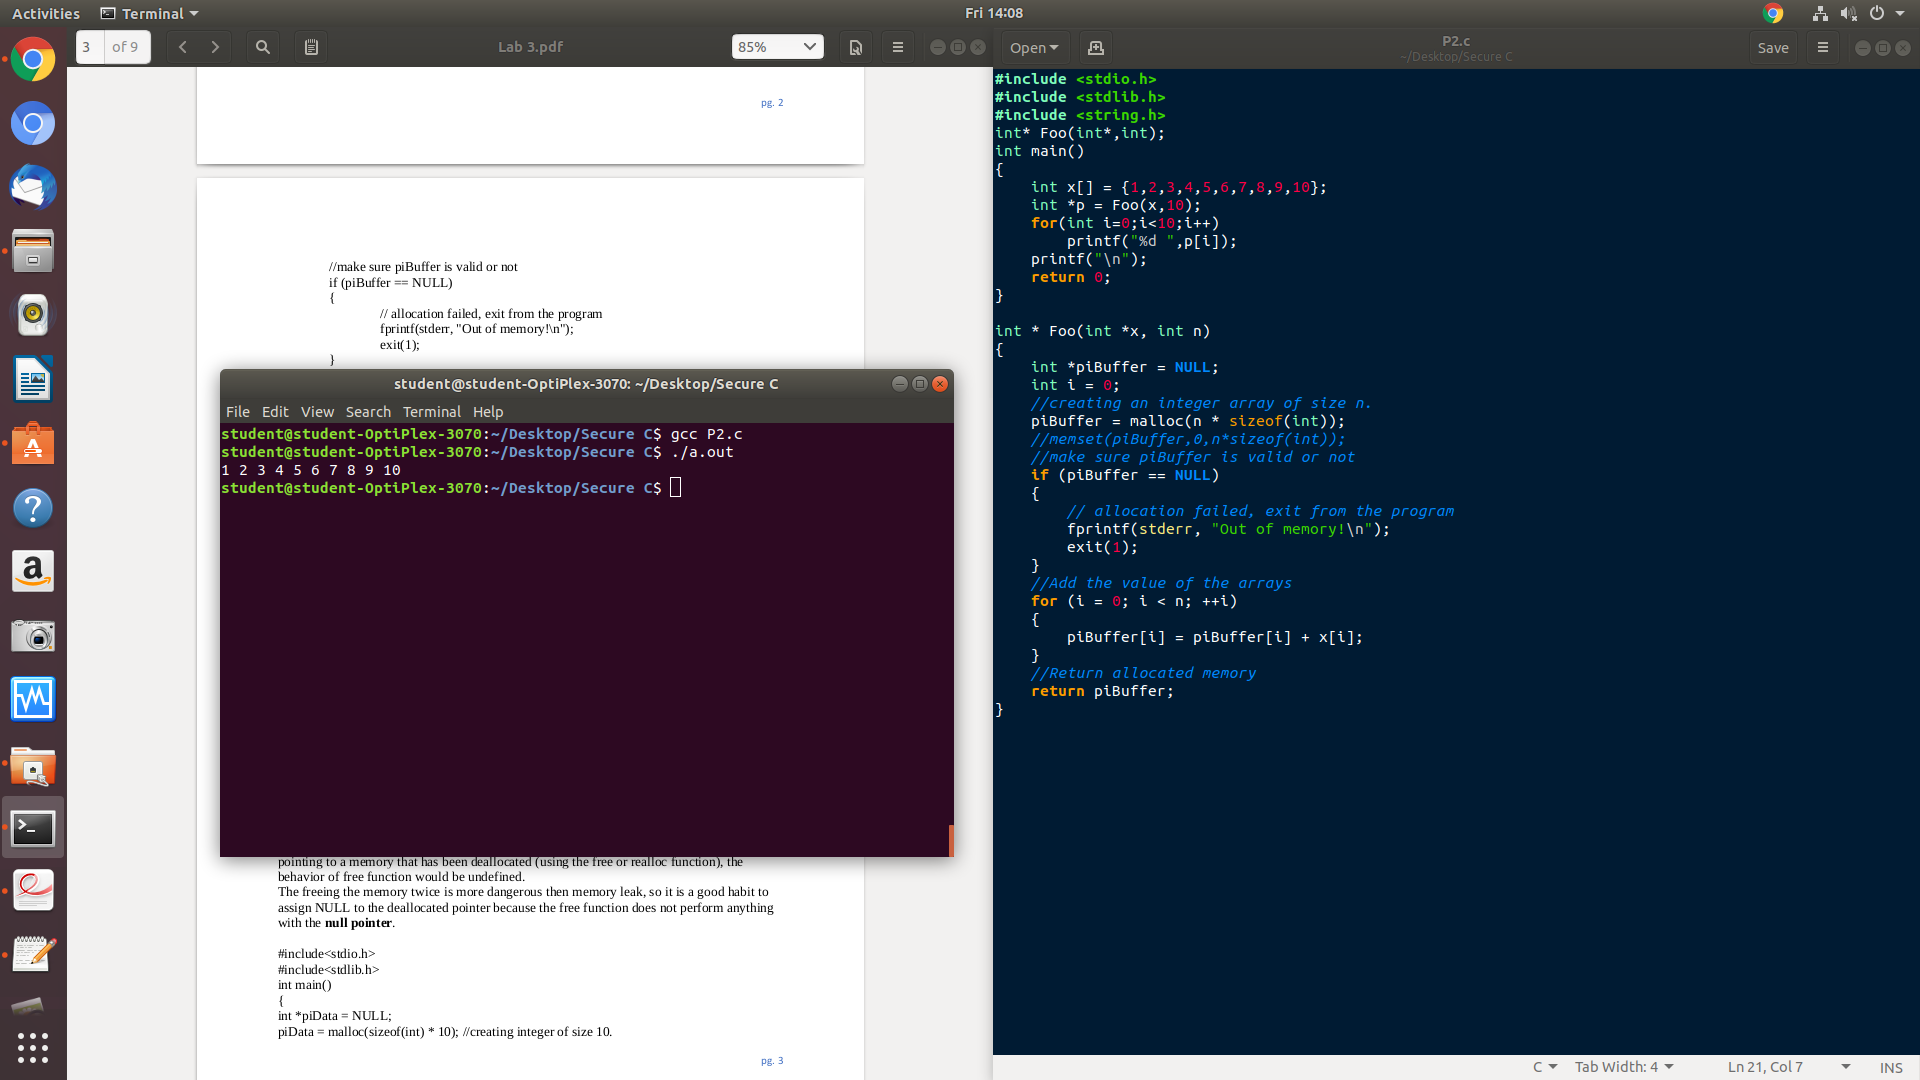 Activities
Terminal
Fri 14:08
3 of 9
Lab 3.pdf
85%
Open
P2.c
~/Desktop/Secure C
Save
pg. 2
//make sure piBuffer is valid or not
if (piBuffer == NULL)
{
// allocation failed, exit from the program
fprintf(stderr, "Out of memory!\n");
exit(1);
}
student@student-OptiPlex-3070: ~/Desktop/Secure C
File Edit View Search Terminal Help
student@student-OptiPlex-3070:~/Desktop/Secure C$ gcc P2.c
student@student-OptiPlex-3070:~/Desktop/Secure C$ ./a.out
1 2 3 4 5 6 7 8 9 10
student@student-OptiPlex-3070:~/Desktop/Secure C$
pointing to a memory that has been deallocated (using the free or realloc function), the
behavior of free function would be undefined.
The freeing the memory twice is more dangerous then memory leak, so it is a good habit to
assign NULL to the deallocated pointer because the free function does not perform anything
with the null pointer.
#include<stdio.h>
#include<stdlib.h>
int main()
{
int *piData = NULL;
piData = malloc(sizeof(int) * 10); //creating integer of size 10.
pg. 3
#include <stdio.h>
#include <stdlib.h>
#include <string.h>
int* Foo(int*,int);
int main()
{
    int x[] = {1,2,3,4,5,6,7,8,9,10};
    int *p = Foo(x,10);
    for(int i=0;i<10;i++)
        printf("%d ",p[i]);
    printf("\n");
    return 0;
}
int * Foo(int *x, int n)
{
    int *piBuffer = NULL;
    int i = 0;
    //creating an integer array of size n.
    piBuffer = malloc(n * sizeof(int));
    //memset(piBuffer,0,n*sizeof(int));
    //make sure piBuffer is valid or not
    if (piBuffer == NULL)
    {
        // allocation failed, exit from the program
        fprintf(stderr, "Out of memory!\n");
        exit(1);
    }
    //Add the value of the arrays
    for (i = 0; i < n; ++i)
    {
        piBuffer[i] = piBuffer[i] + x[i];
    }
    //Return allocated memory
    return piBuffer;
}
C
Tab Width: 4
Ln 21, Col 7
INS